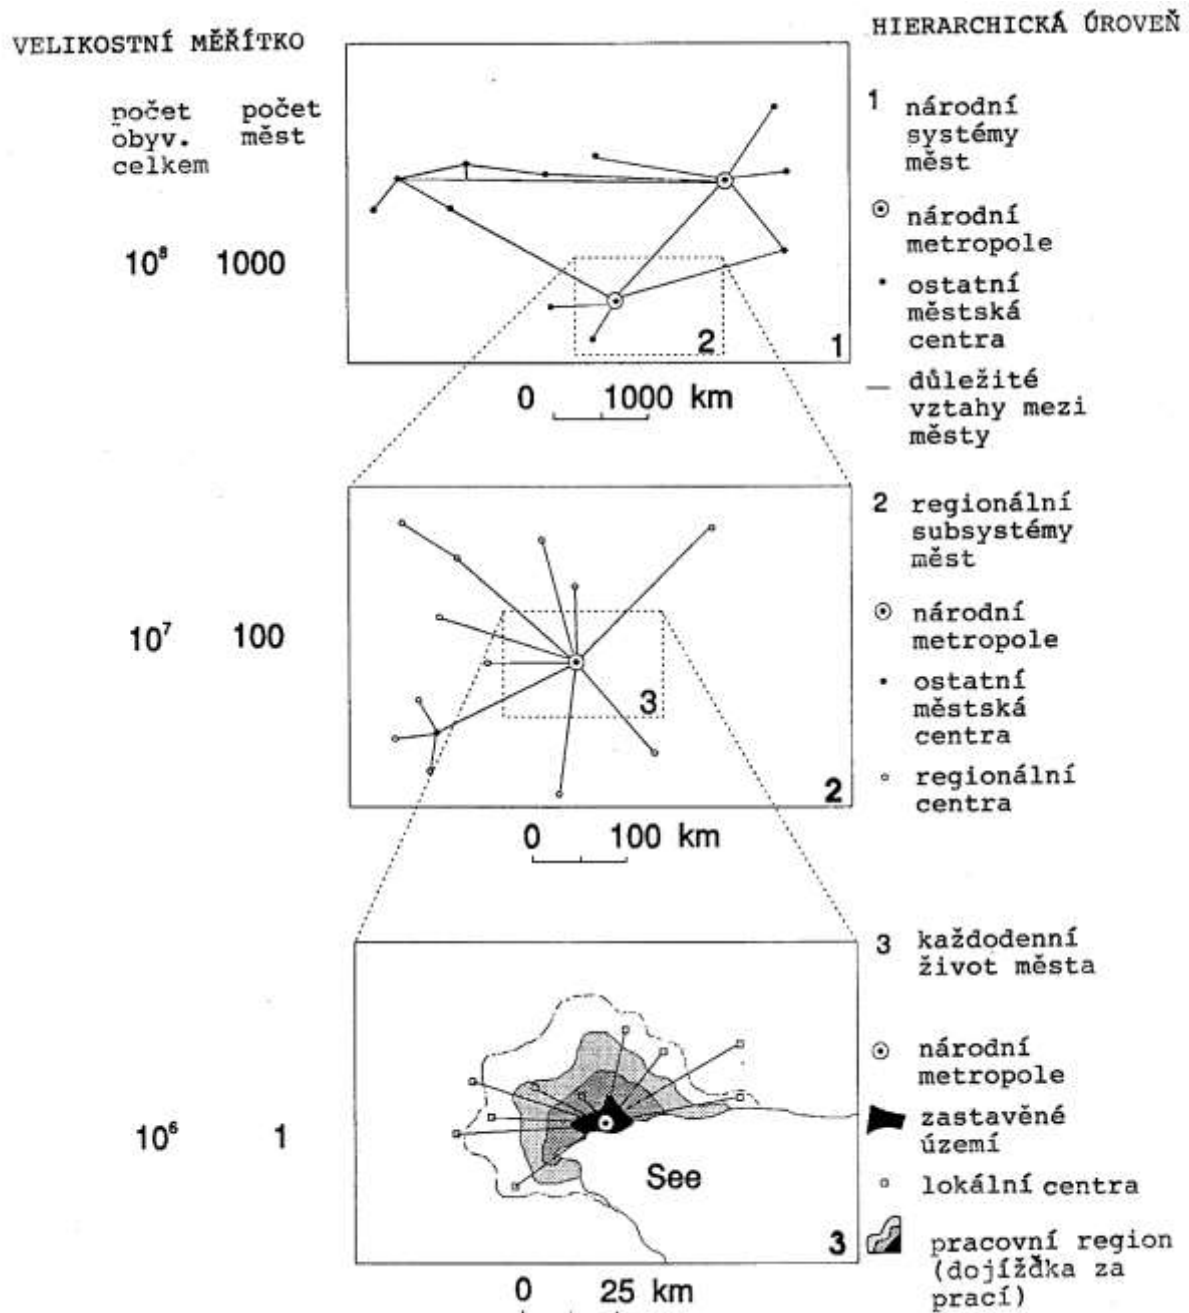 VELIKOSTNÍ MĚŘÍTKO
počet
obyv.
celkem
počet
měst
HIERARCHICKÁ ÚROVEŇ
10⁸ 1000
2
1
0 1000 km
1 národní
systémy
měst
národní
metropole
ostatní
městská
centra
důležité
vztahy mezi
městy
10⁷ 100
3
2
0 100 km
2 regionální
subsystémy
měst
národní
metropole
ostatní
městská
centra
regionální
centra
10⁶ 1
See
3
0 25 km
3 každodenní
život města
národní
metropole
zastavěné
území
lokální centra
pracovní region
(dojížďka za
prací)